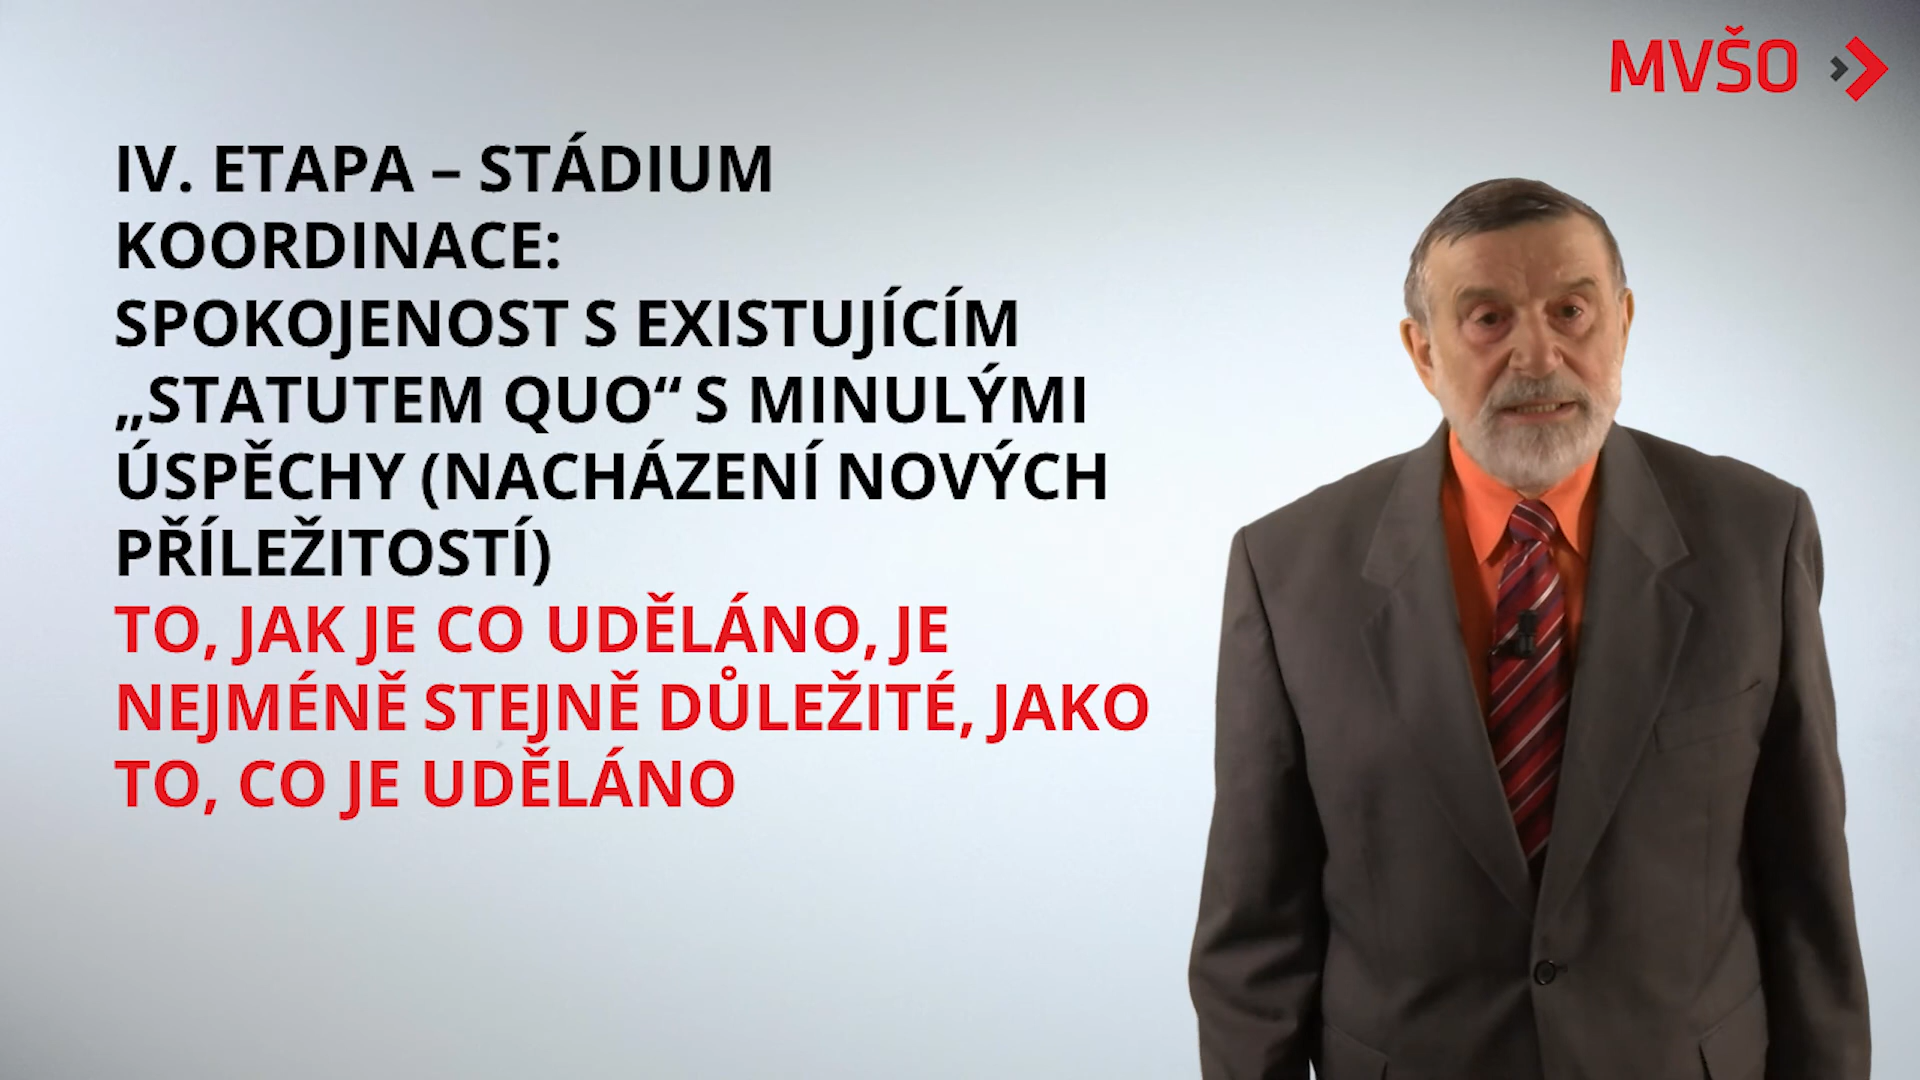 MVŠO
IV. ETAPA – STÁDIUM
KOORDINACE:
SPOKOJENOST S EXISTUJÍCÍM
„STATUTEM QUO“ S MINULÝMI
ÚSPĚCHY (NACHÁZENÍ NOVÝCH
PŘÍLEŽITOSTÍ)
TO, JAK JE CO UDĚLÁNO, JE
NEJMÉNĚ STEJNĚ DŮLEŽITÉ, JAKO
TO, CO JE UDĚLÁNO